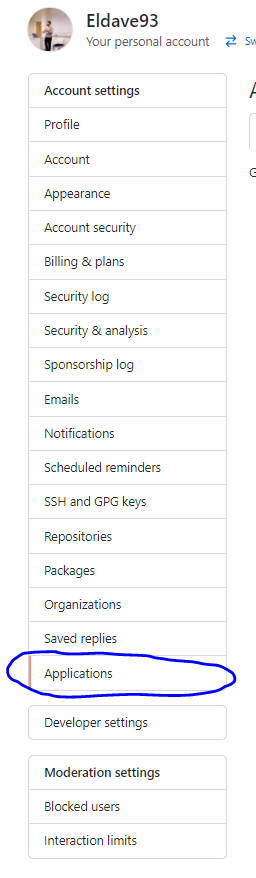 Eldave93
Your personal account
Sw
A
G
Account settings
Profile
Account
Appearance
Account security
Billing & plans
Security log
Security & analysis
Sponsorship log
Emails
Notifications
Scheduled reminders
SSH and GPG keys
Repositories
Packages
Organizations
Saved replies
Applications
Developer settings
Moderation settings
Blocked users
Interaction limits